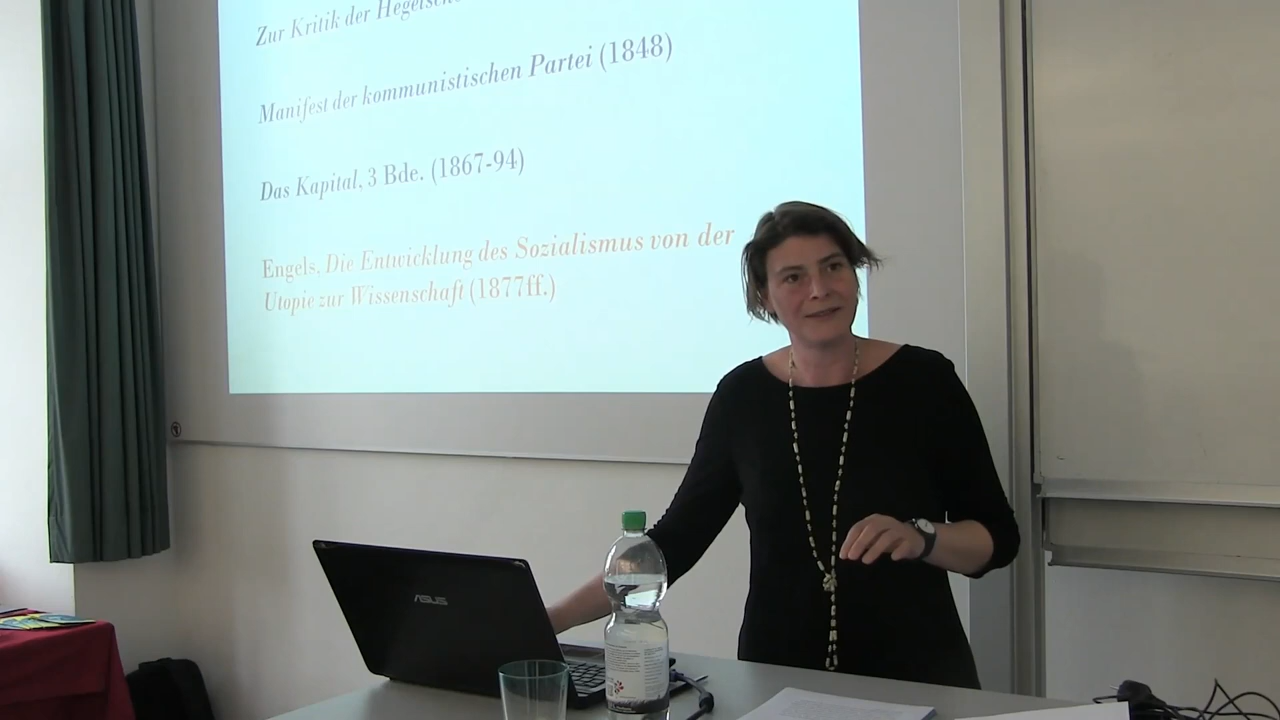 Zur Kritik der Hegelsche
Manifest der kommunistischen Partei (1848)
Das Kapital, 3 Bde. (1867-94)
Engels, Die Entwicklung des Sozialismus von der
Utopie zur Wissenschaft (1877ff.)
ASUS